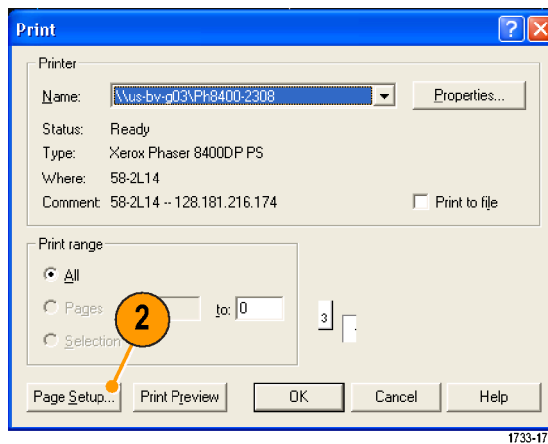 Print
Printer
Name: \\us-bv-g03\Ph8400-2308 Properties...
Status: Ready
Type: Xerox Phaser 8400DP PS
Where: 58-2L14
Comment: 58-2L14 -- 128.181.216.174 Print to file
Print range
All
Pages to: 0
3
Selection
2
Page Setup... Print Preview OK Cancel Help
1733-17